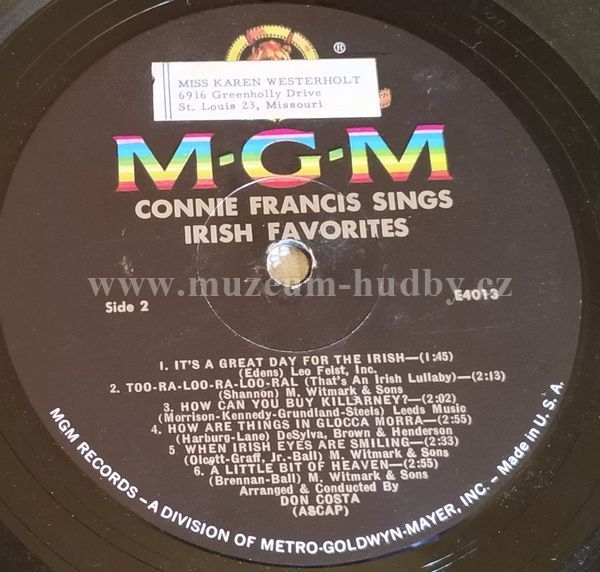 ®
MISS KAREN WESTERHOLT
6916 Greenholly Drive
St. Louis 23, Missouri
M·G·M
CONNIE FRANCIS SINGS
IRISH FAVORITES
www.muzeum-hudby.cz
Side 2
E4013
1. IT'S A GREAT DAY FOR THE IRISH—(1:45)
(Edens) Leo Feist, Inc.
2. TOO-RA-LOO-RA-LOO-RAL (That's An Irish Lullaby)—(2:13)
(Shannon) M. Witmark & Sons
3. HOW CAN YOU BUY KILLARNEY?—(2:02)
(Morrison-Kennedy-Grundland-Steels) Leeds Music
4. HOW ARE THINGS IN GLOCCA MORRA—(2:55)
(Harburg-Lane) DeSylva, Brown & Henderson
5 WHEN IRISH EYES ARE SMILING—(2:33)
(Olcott-Graff, Jr.-Ball) M. Witmark & Sons
6. A LITTLE BIT OF HEAVEN—(2:55)
(Brennan-Ball) M. Witmark & Sons
Arranged & Conducted By
DON COSTA
(ASCAP)
MGM RECORDS—A DIVISION OF METRO-GOLDWYN-MAYER, INC.—Made in U.S.A.